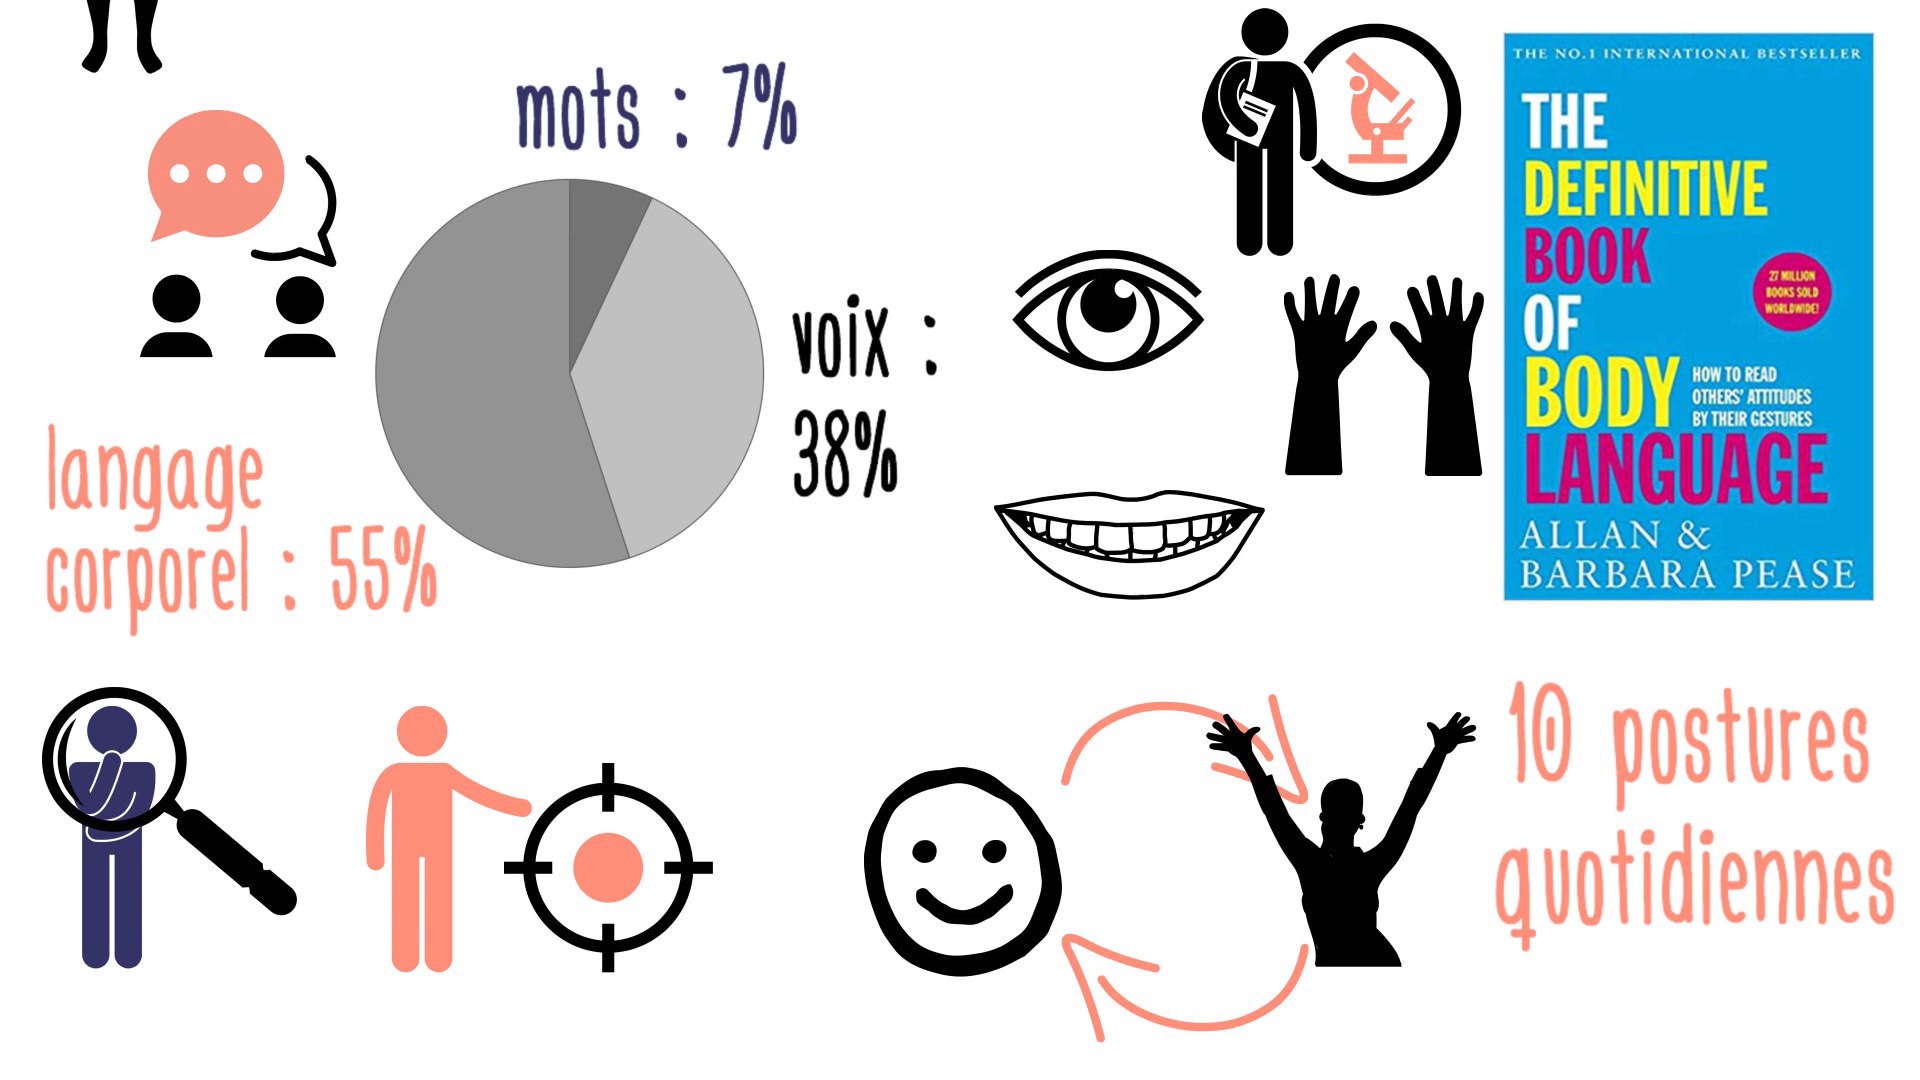 mots : 7%
voix :
38%
langage
corporel : 55%
THE NO.1 INTERNATIONAL BESTSELLER
THE
DEFINITIVE
BOOK
OF
BODY
LANGUAGE
27 MILLION
BOOKS SOLD
WORLDWIDE!
HOW TO READ
OTHERS' ATTITUDES
BY THEIR GESTURES
ALLAN &
BARBARA PEASE
10 postures
quotidiennes